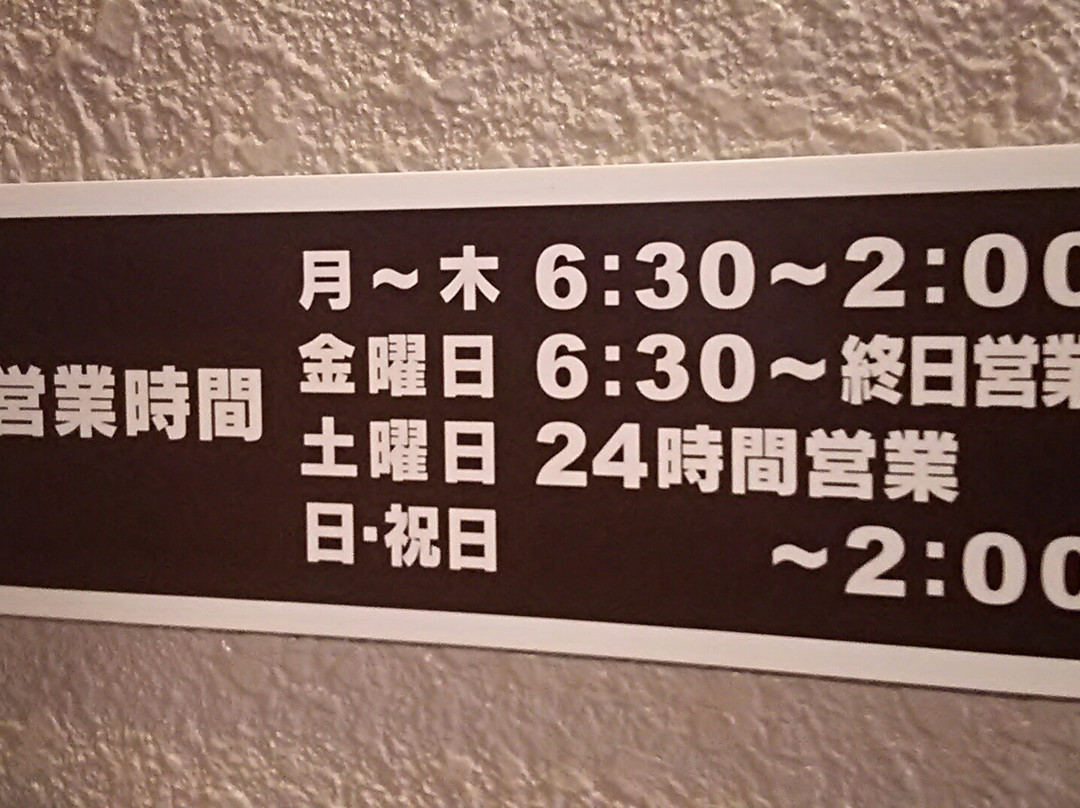 営業時間
月～木 6:30～2:00
金曜日 6:30～終日営業
土曜日 24時間営業
日・祝日 ～2:00